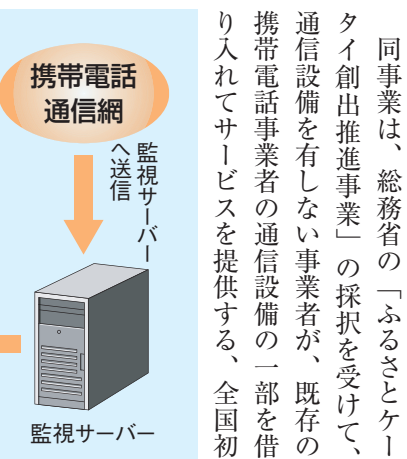 同事業は、総務省の「ふるさとケー
タイ創出推進事業」の採択を受けて、
通信設備を有しない事業者が、既存の
携帯電話事業者の通信設備の一部を借
り入れてサービスを提供する、全国初
携帯電話
通信網
監視サーバー
へ送信
監視サーバー